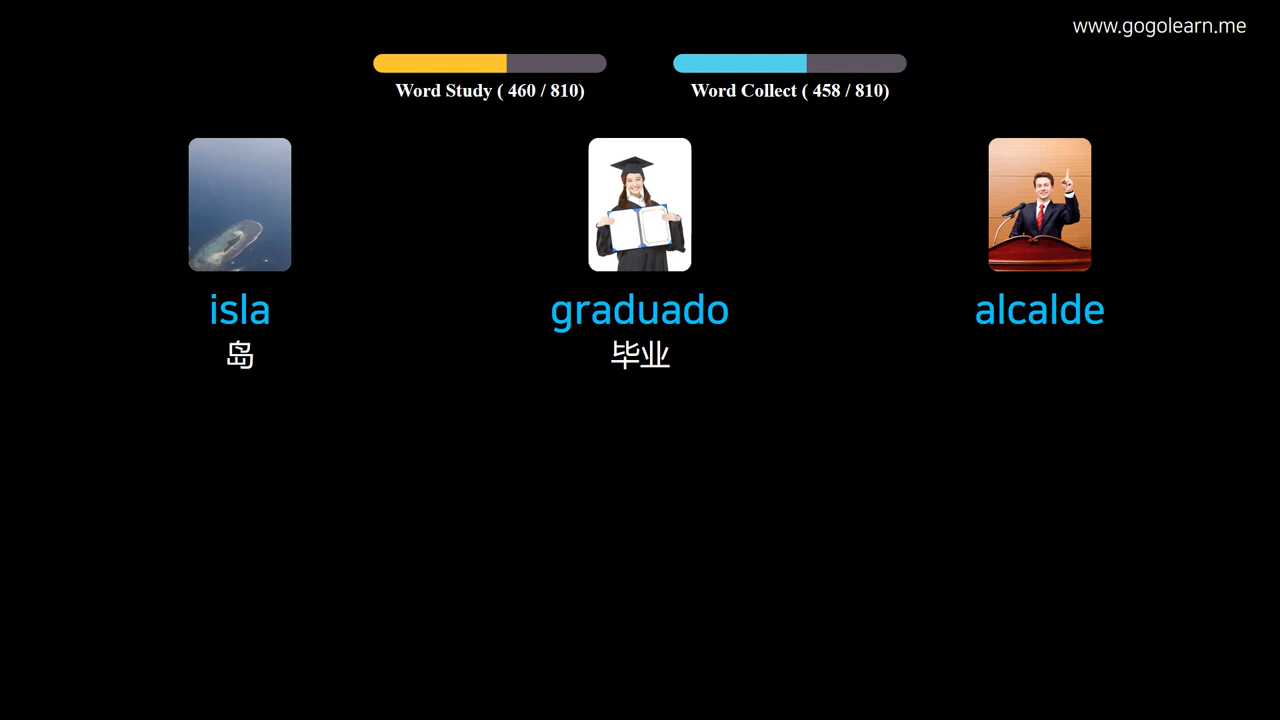 www.gogolearn.me
Word Study ( 460 / 810)
Word Collect ( 458 / 810)
isla
岛
graduado
毕业
alcalde